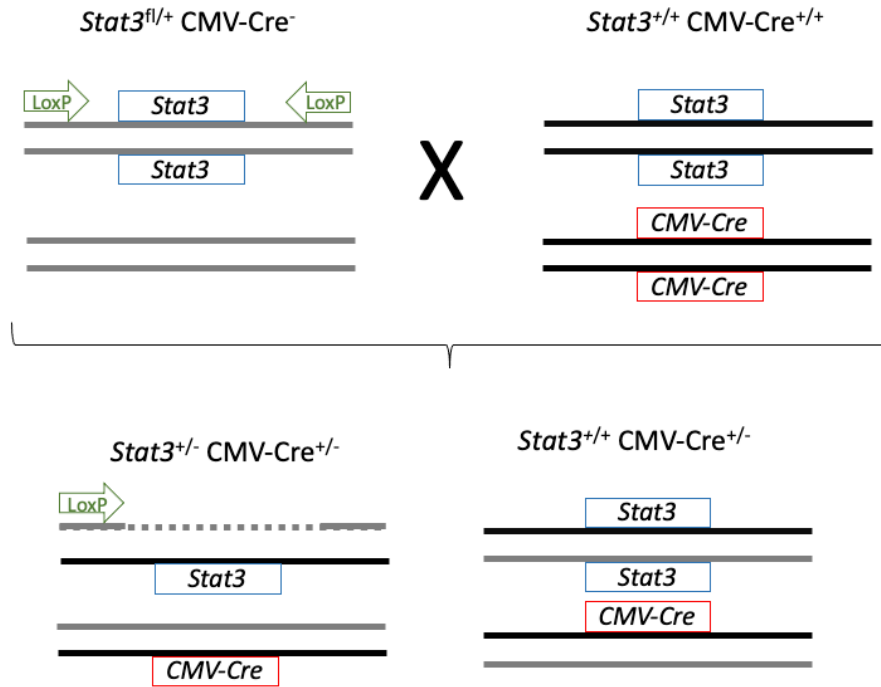 Stat3fl/+ CMV-Cre-
Stat3+/+ CMV-Cre+/+
LoxP
Stat3
LoxP
Stat3
Stat3
X
Stat3
CMV-Cre
CMV-Cre
Stat3+/- CMV-Cre+/-
Stat3+/+ CMV-Cre+/-
LoxP
Stat3
CMV-Cre
Stat3
Stat3
CMV-Cre